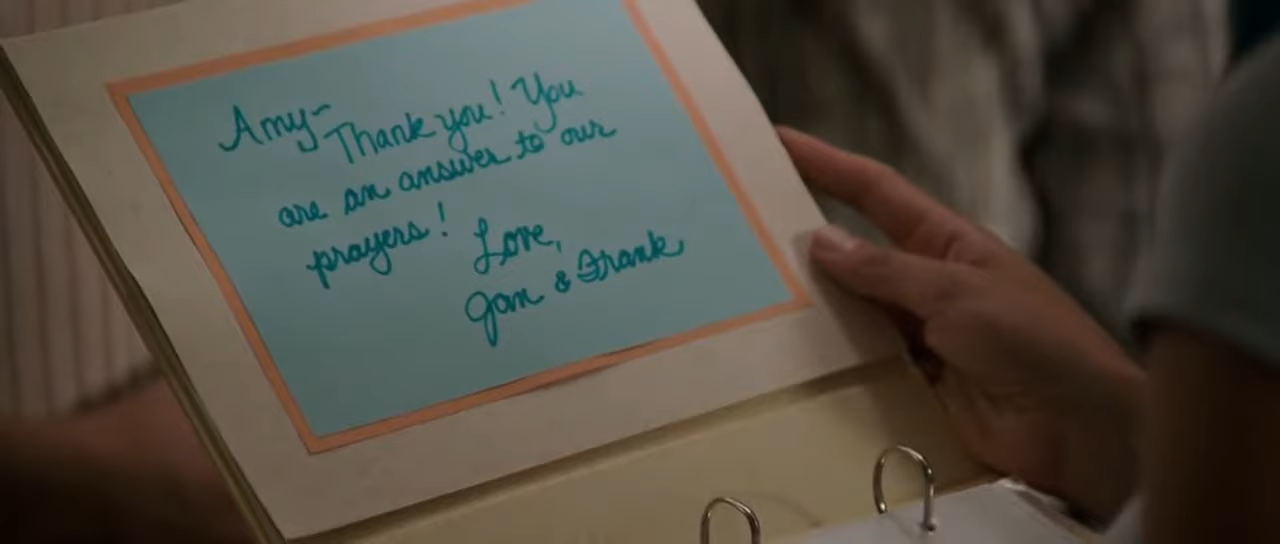 Amy~
Thank you! You
are an answer to our
prayers!
Love,
Jan & Frank